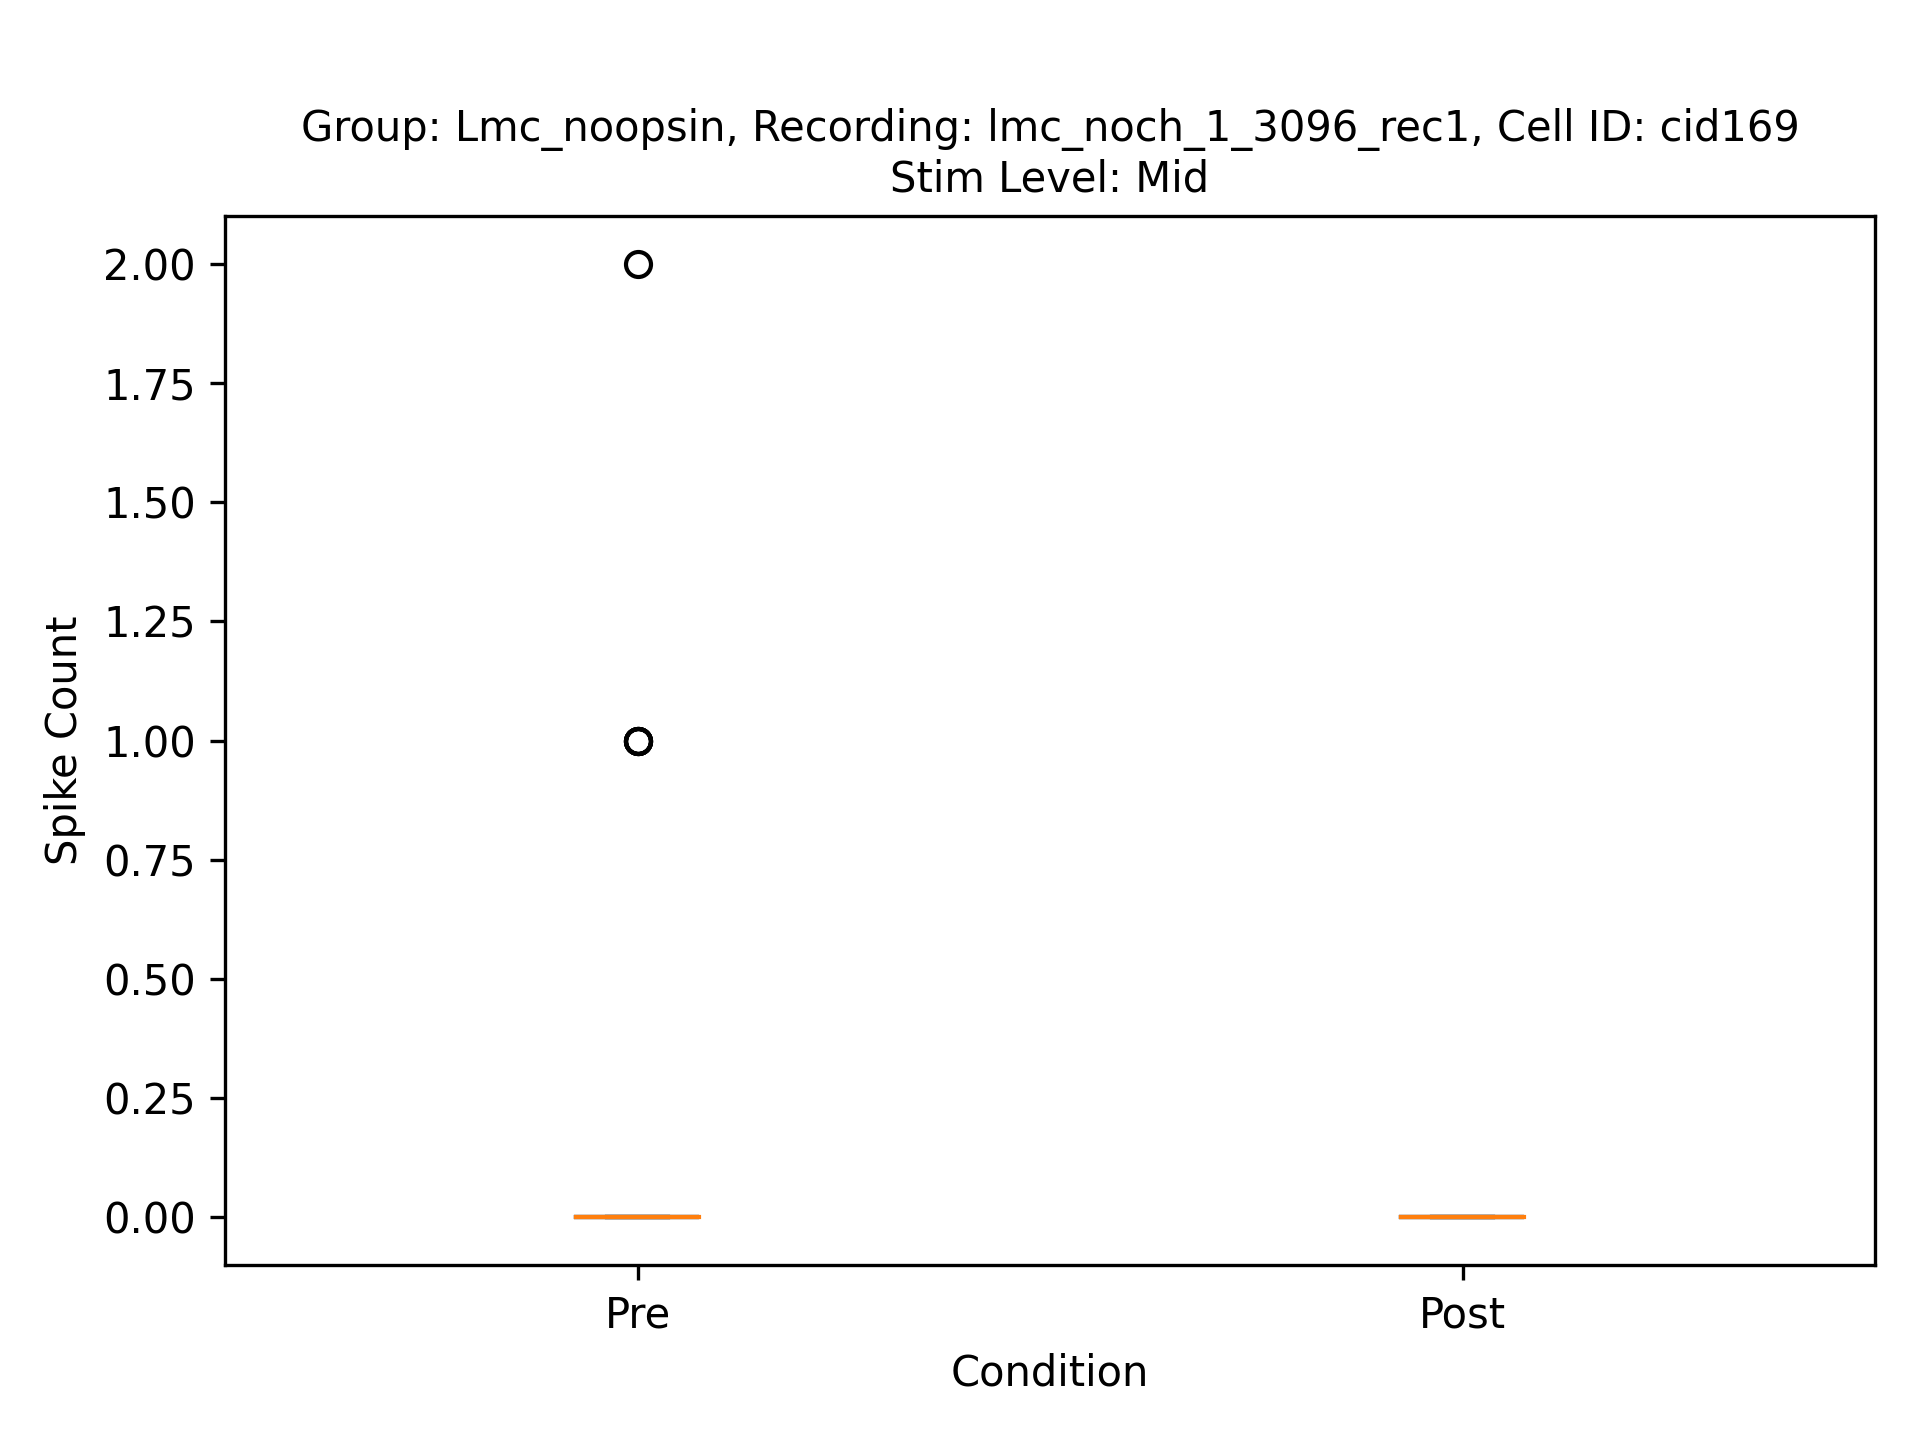 Group: Lmc_noopsin, Recording: lmc_noch_1_3096_rec1, Cell ID: cid169
Stim Level: Mid
2.00
1.75
1.50
1.25
1.00
0.75
0.50
0.25
0.00
Spike Count
Pre
Post
Condition